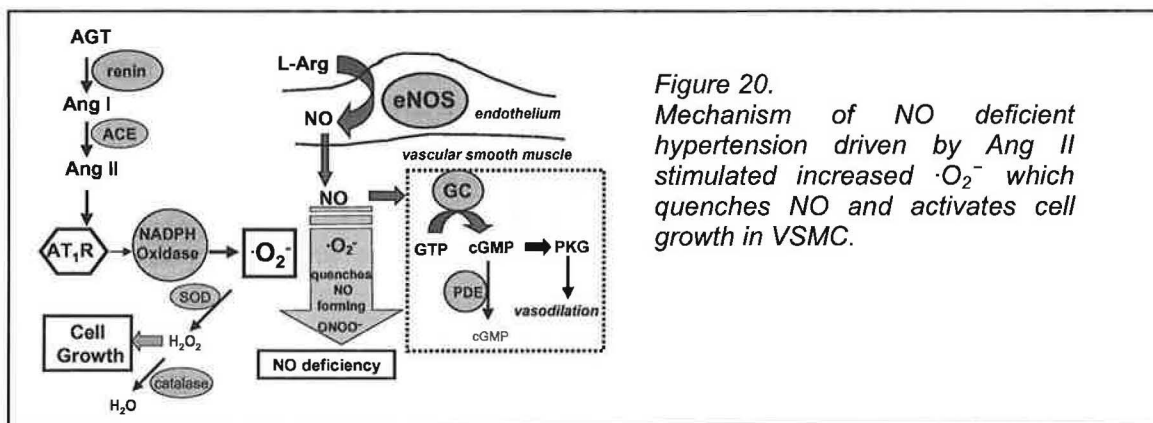 AGT
renin
Ang I
ACE
Ang II
AT₁R
NADPH
Oxidase
·O₂⁻
SOD
Cell
Growth
H₂O₂
catalase
H₂O
L-Arg
eNOS
NO
endothelium
vascular smooth muscle
NO
·O₂⁻
quenches
NO
forming
ONOO⁻
NO deficiency
GC
GTP
cGMP
PKG
PDE
vasodilation
cGMP
Figure 20.
Mechanism of NO deficient
hypertension driven by Ang II
stimulated increased ·O₂⁻ which
quenches NO and activates cell
growth in VSMC.